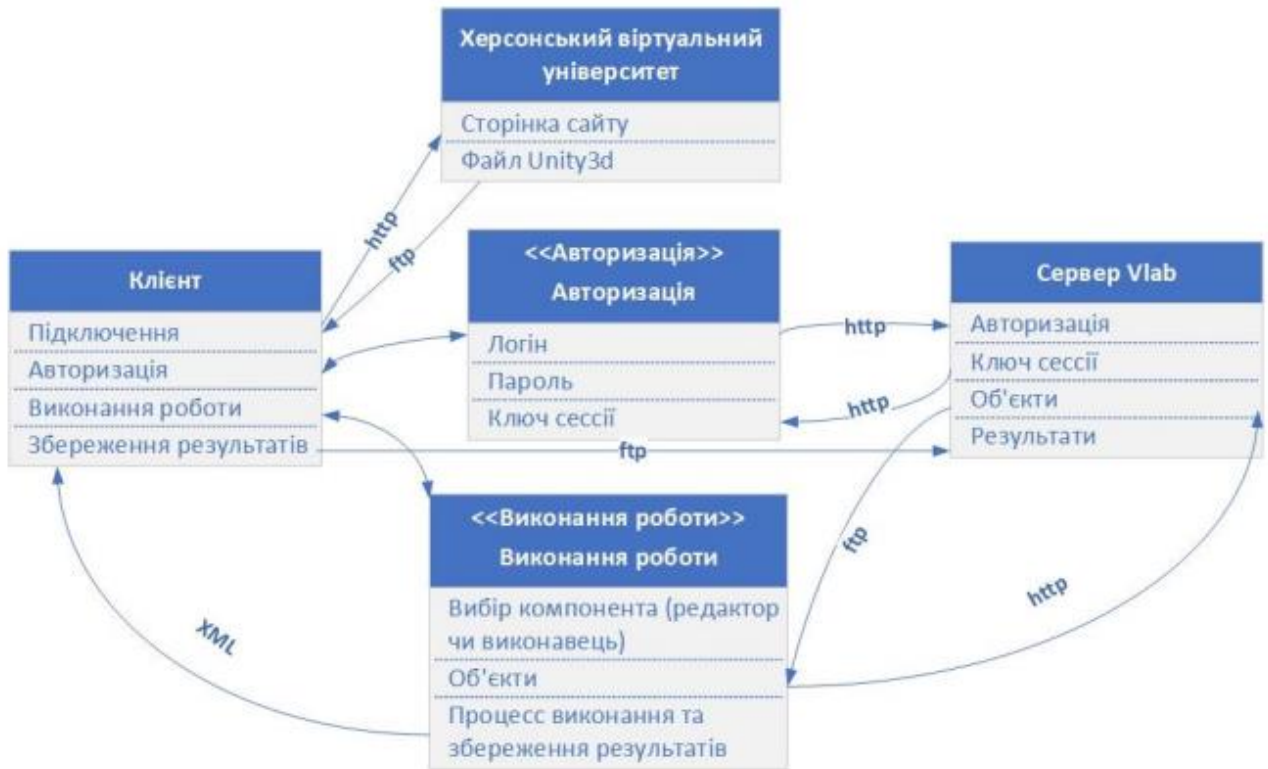 Херсонський віртуальний
університет
Сторінка сайту
Файл Unity3d
http
ftp
Клієнт
Підключення
Авторизація
Виконання роботи
Збереження результатів
<<Авторизація>>
Авторизація
Логін
Пароль
Ключ сессії
http
http
ftp
Сервер Vlab
Авторизація
Ключ сессії
Об'єкти
Результати
<<Виконання роботи>>
Виконання роботи
Вибір компонента (редактор
чи виконавець)
Об'єкти
Процесс виконання та
збереження результатів
ftp
http
XML